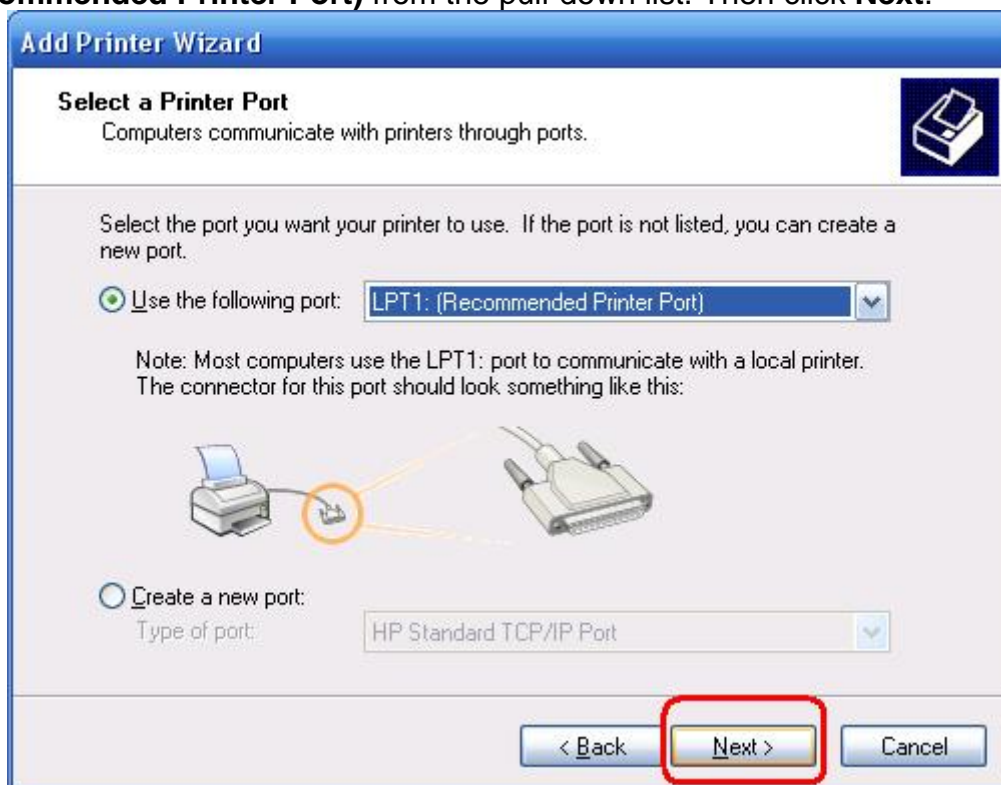 Printer Port) from the pull-down list. Then click Next.
Add Printer Wizard
Select a Printer Port
Computers communicate with printers through ports.
Select the port you want your printer to use. If the port is not listed, you can create a
new port.
Use the following port: LPT1: (Recommended Printer Port)
Note: Most computers use the LPT1: port to communicate with a local printer.
The connector for this port should look something like this:
Create a new port:
Type of port: HP Standard TCP/IP Port
< Back Next > Cancel